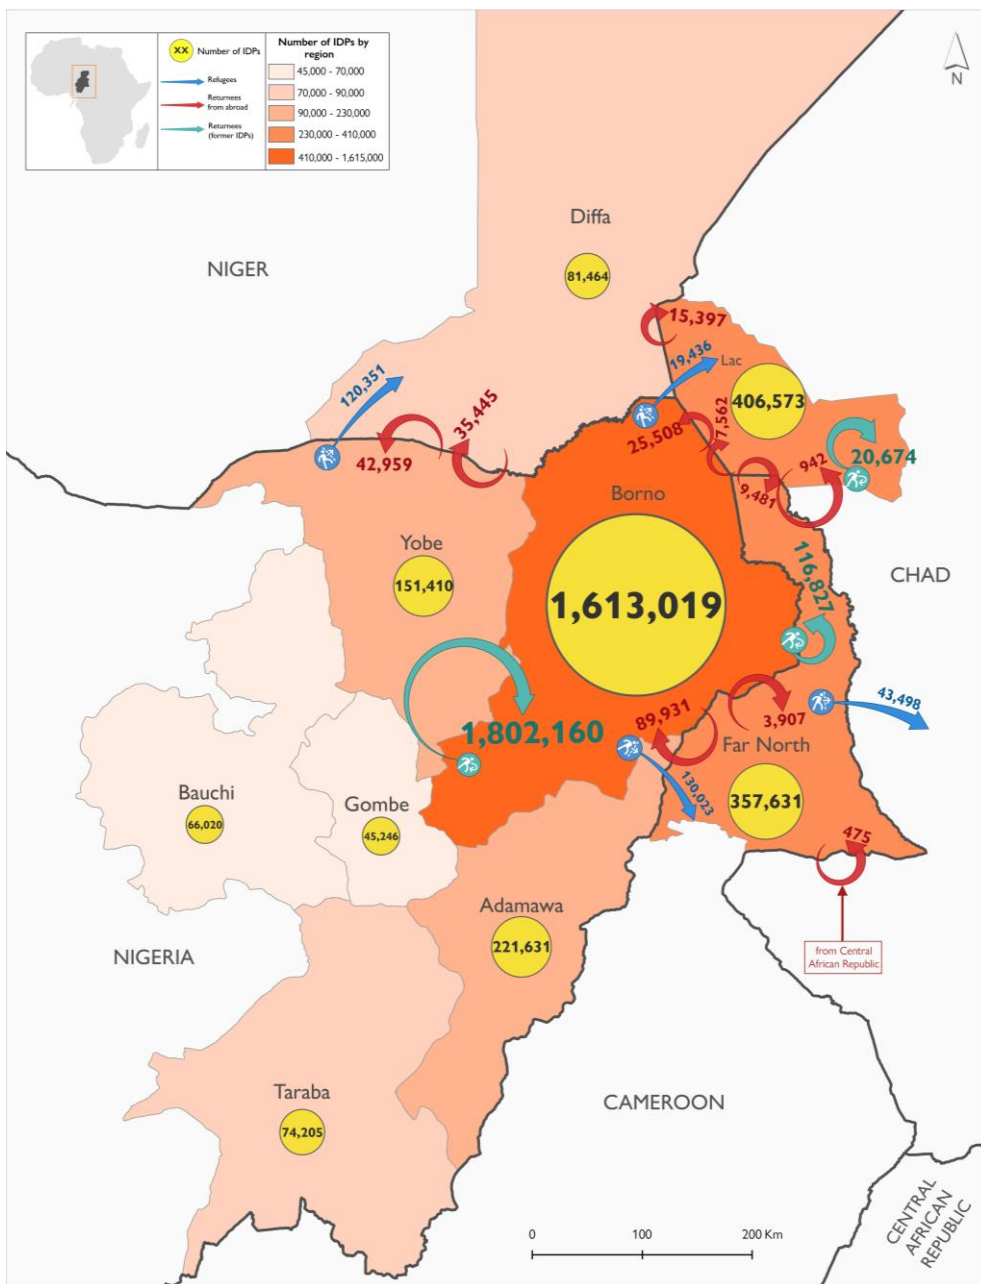 XX Number of IDPs
Refugees
Returnees
from abroad
Returnees
(former IDPs)
Number of IDPs by
region
45,000 - 70,000
70,000 - 90,000
90,000 - 230,000
230,000 - 410,000
410,000 - 1,615,000
N
Diffa
81,464
NIGER
15,397
19,436
Lac
406,573
120,351
35,445
42,959
25,508
7,562
9,481
942
20,674
Borno
1,613,019
Yobe
151,410
116,827
CHAD
1,802,160
89,931
3,907
43,498
130,023
Far North
357,631
475
Bauchi
66,020
Gombe
45,246
Adamawa
221,631
from Central
African Republic
NIGERIA
Taraba
74,205
CAMEROON
CENTRAL
AFRICAN
REPUBLIC
0 100 200 Km